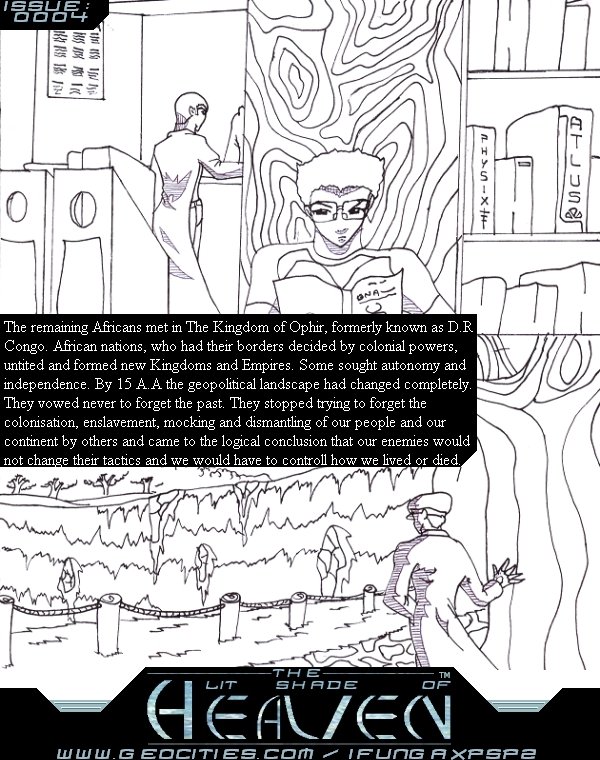 ISSUE:
0004
PHYSIX
ATLUS
The remaining Africans met in The Kingdom of Ophir, formerly known as D.R
Congo. African nations, who had their borders decided by colonial powers,
untited and formed new Kingdoms and Empires. Some sought autonomy and
independence. By 15 A.A the geopolitical landscape had changed completely.
They vowed never to forget the past. They stopped trying to forget the
colonisation, enslavement, mocking and dismantling of our people and our
continent by others and came to the logical conclusion that our enemies would
not change their tactics and we would have to controll how we lived or died.
THE
LIT SHADE OF
HEAVEN™
WWW.GEOCITIES.COM / IFUNGAXPSP2